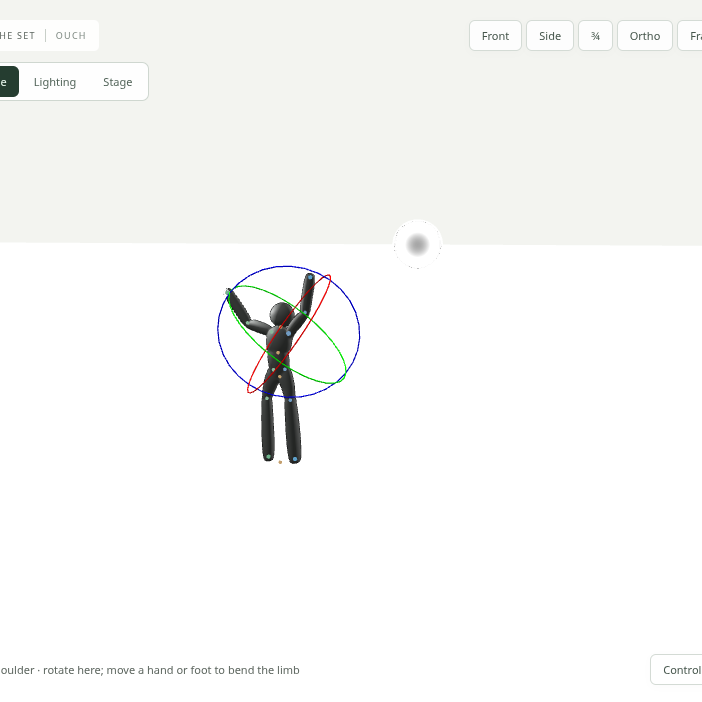 HE SET | OUCH
Front Side ¾ Ortho Fra
e Lighting Stage
oulder · rotate here; move a hand or foot to bend the limb
Control